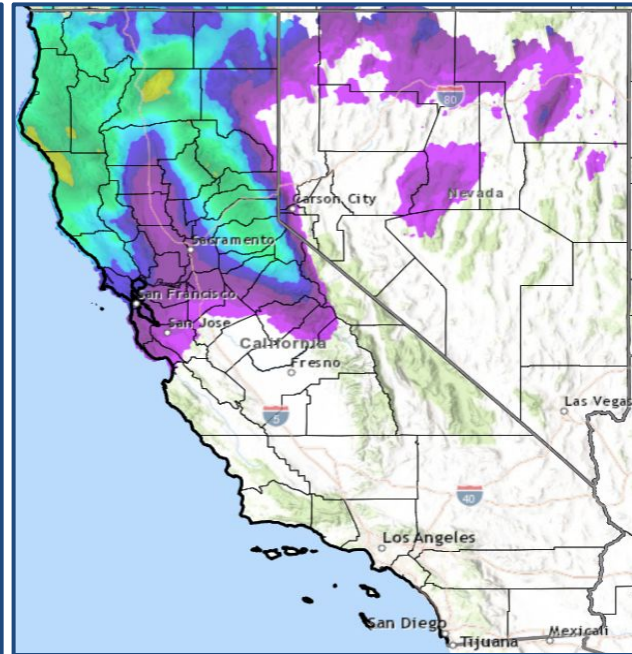 80
Carson City
Nevada
Sacramento
San Francisco
San Jose
California
Fresno
5
Las Vegas
40
Los Angeles
San Diego
Tijuana
Mexicali